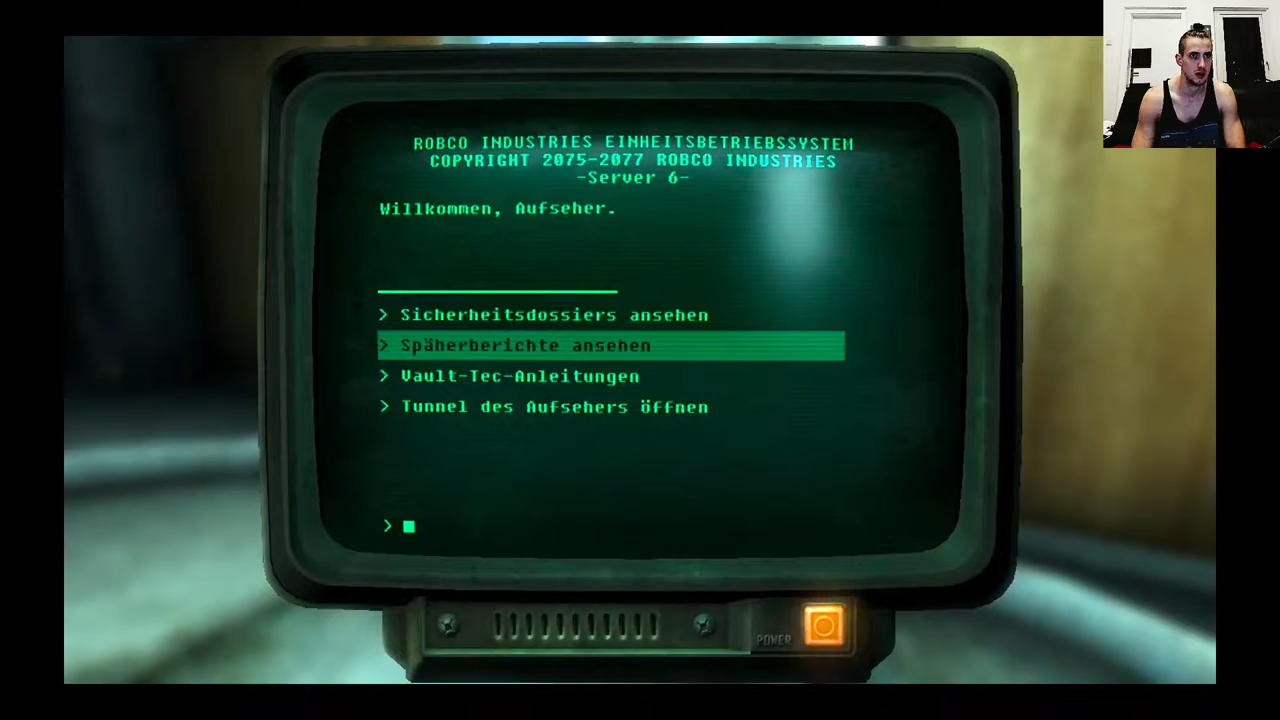 ROBCO INDUSTRIES EINHEITSBETRIEBSSYSTEM
COPYRIGHT 2075-2077 ROBCO INDUSTRIES
-Server 6-
Willkommen, Aufseher.
> Sicherheitsdossiers ansehen
> Späherberichte ansehen
> Vault-Tec-Anleitungen
> Tunnel des Aufsehers öffnen
>
POWER